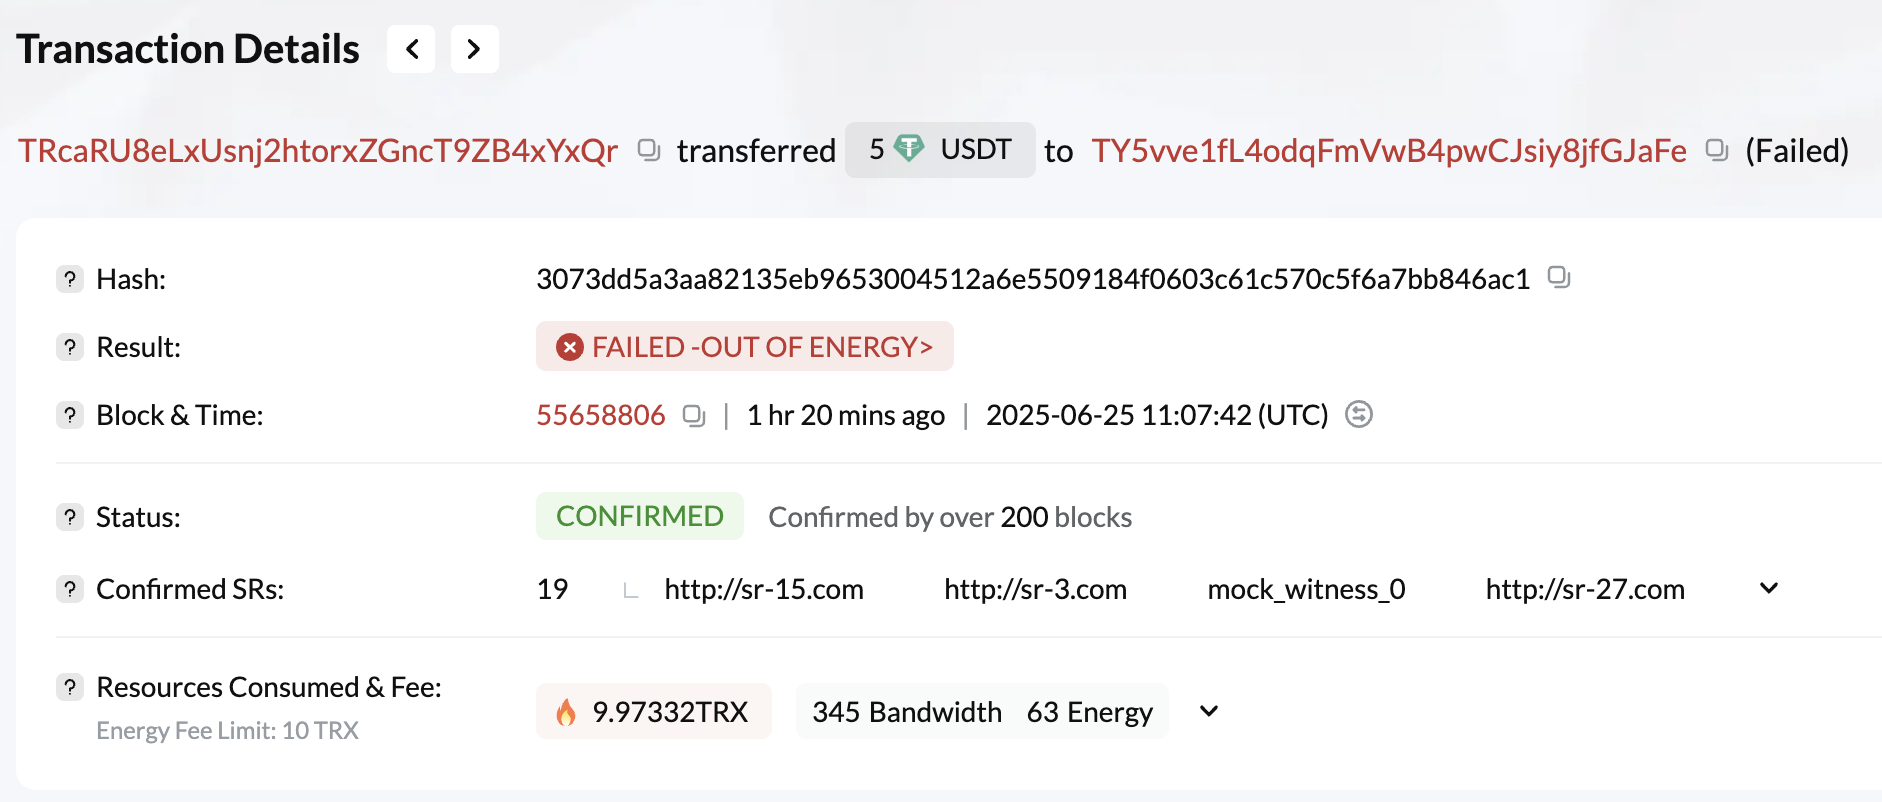 Transaction Details
TRcaRU8eLxUsnj2htorxZGncT9ZB4xYxQr transferred 5 USDT to TY5vve1fL4odqFmVwB4pwCJsiy8jfGJaFe (Failed)
? Hash: 3073dd5a3aa82135eb9653004512a6e5509184f0603c61c570c5f6a7bb846ac1
? Result: FAILED -OUT OF ENERGY>
? Block & Time: 55658806 | 1 hr 20 mins ago | 2025-06-25 11:07:42 (UTC)
? Status: CONFIRMED Confirmed by over 200 blocks
? Confirmed SRs: 19 http://sr-15.com http://sr-3.com mock_witness_0 http://sr-27.com
? Resources Consumed & Fee: 9.97332TRX 345 Bandwidth 63 Energy
Energy Fee Limit: 10 TRX